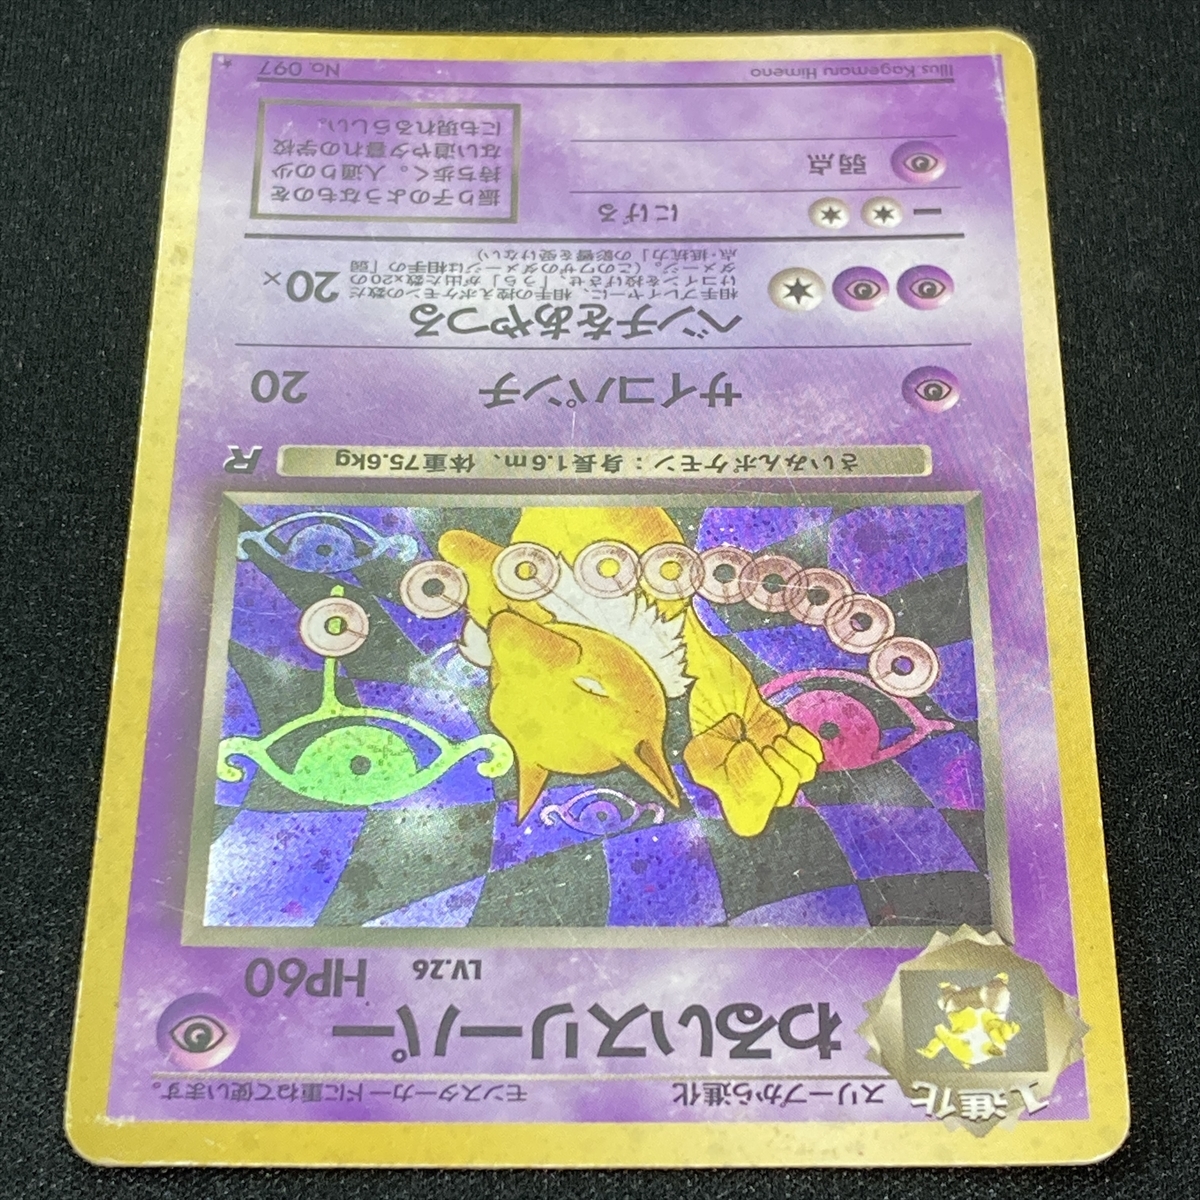 1進化
スリープから進化
モンスターカードに重ねて使います。
わるいスリーパー
LV.26
HP60
さいみんポケモン：身長1.6m、体重75.6kg
R
サイコパンチ
20
ベンチをあやつる
相手プレイヤーに、相手の控えポケモンの数だ
けコインを投げさせ、「うら」が出た数×20の
ダメージ。（このワザのダメージは相手の「弱
点・抵抗力」の影響を受けない）
20×
にげる
弱点
振り子のようなものを
持ち歩く。人通りの少
ない道や夕暮れの学校
にも現れるらしい。
Illus.Kagemaru Himeno
No. 097
★